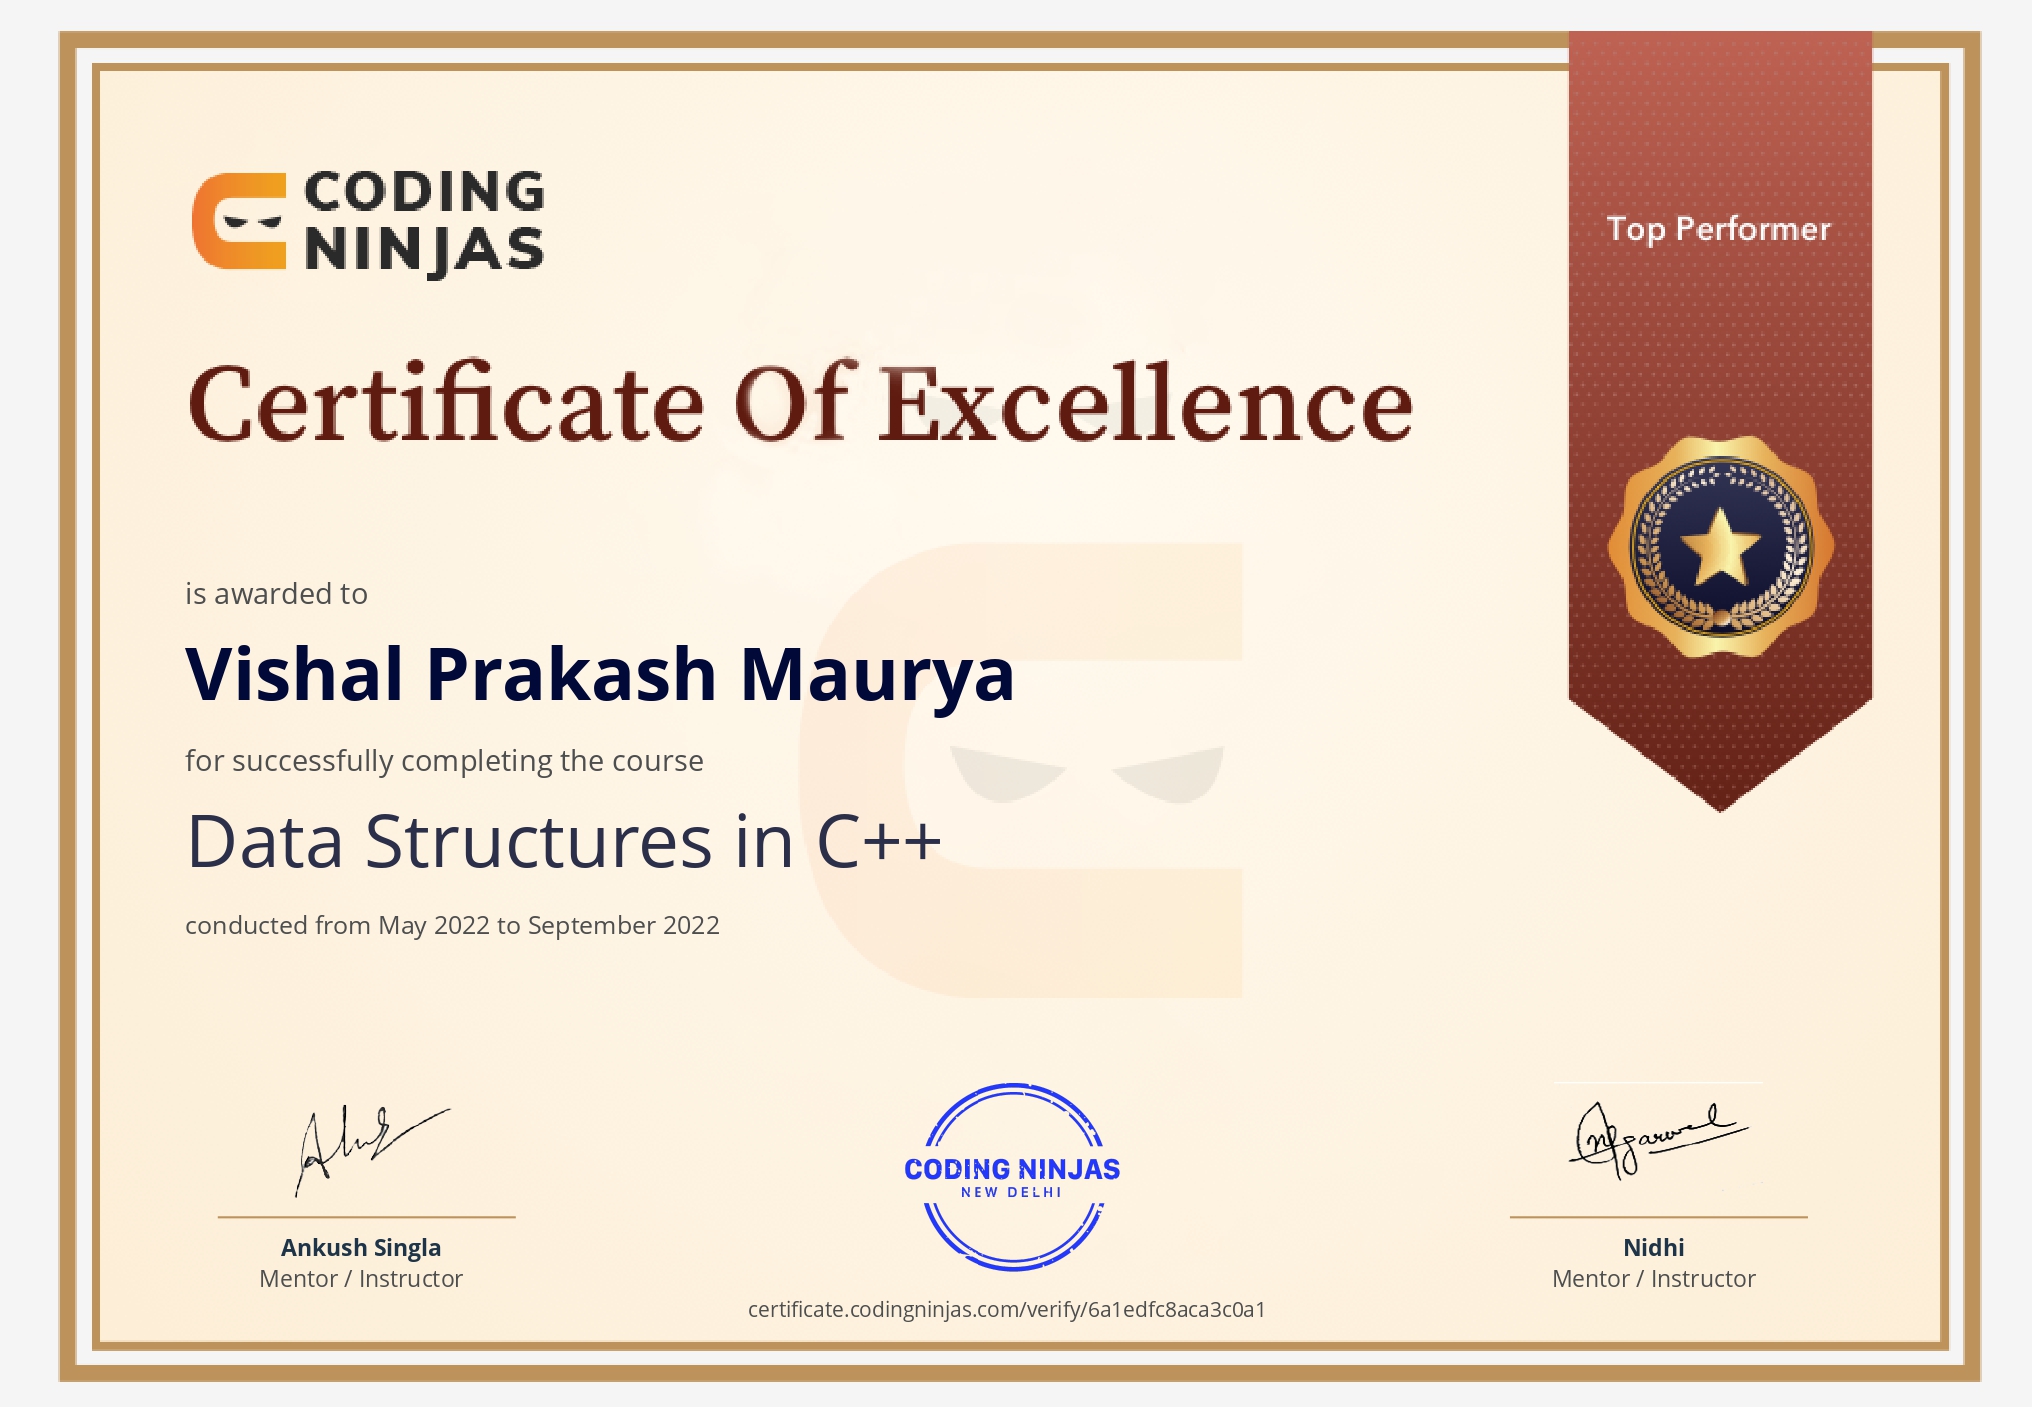 CODING
NINJAS
Top Performer
Certificate Of Excellence
is awarded to
Vishal Prakash Maurya
for successfully completing the course
Data Structures in C++
conducted from May 2022 to September 2022
CODING NINJAS
NEW DELHI
Ankush Singla
Mentor / Instructor
Nidhi
Mentor / Instructor
certificate.codingninjas.com/verify/6a1edfc8aca3c0a1